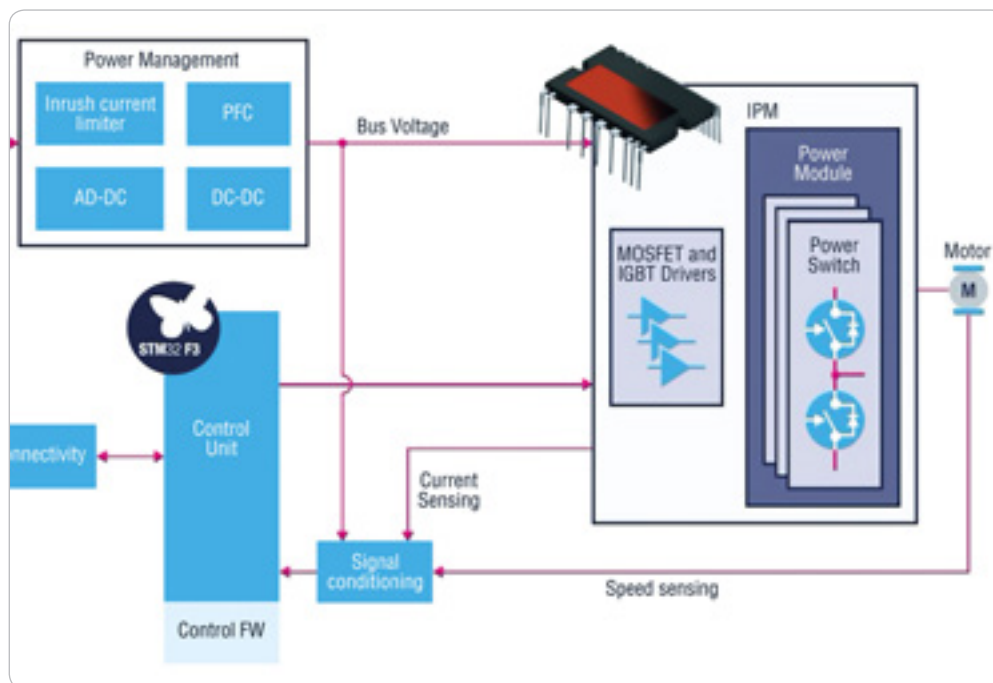 Power Management
Inrush current
limiter
PFC
AD-DC
DC-DC
Bus Voltage
IPM
Power
Module
Power
Switch
MOSFET and
IGBT Drivers
Motor
M
STM32 F3
Control
Unit
nnectivity
Current
Sensing
Signal
conditioning
Speed sensing
Control FW